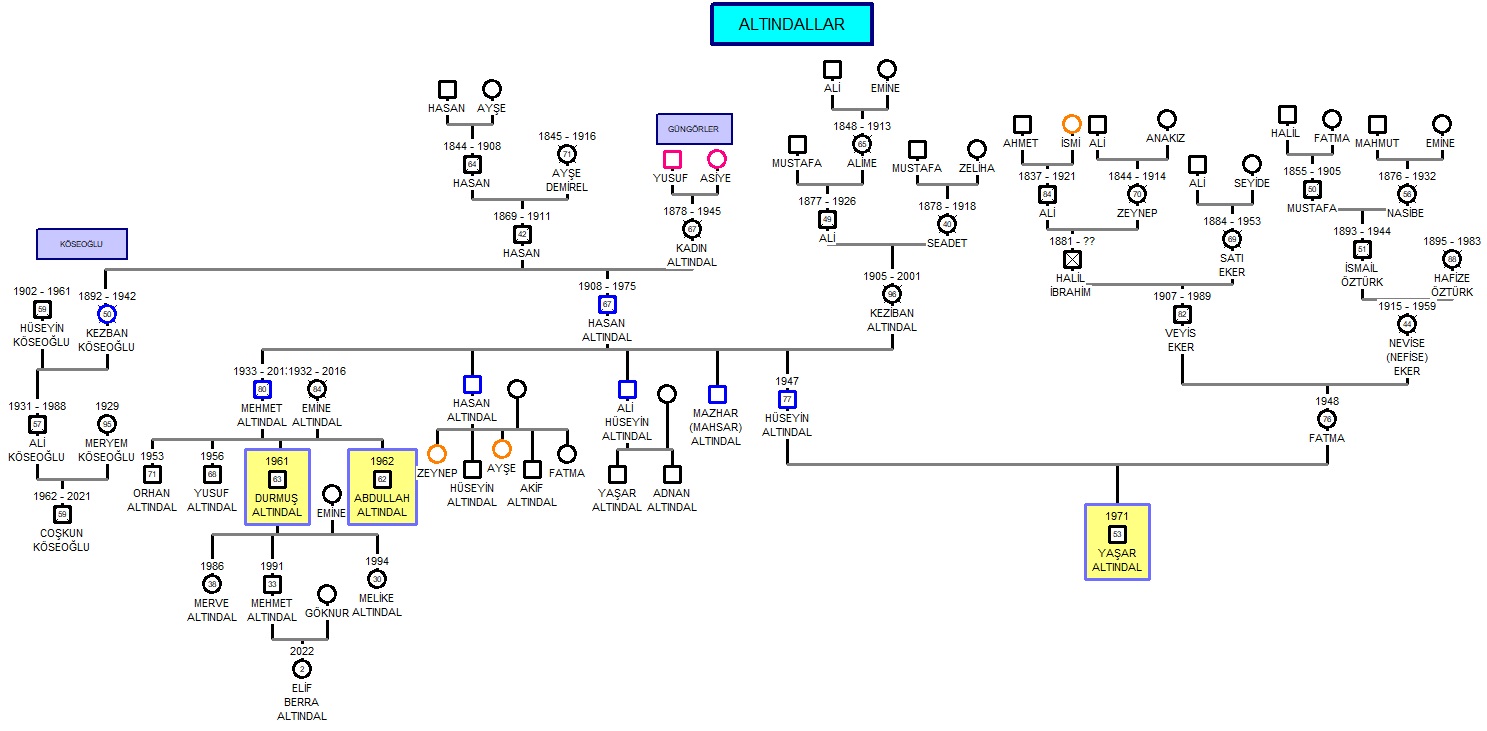 ALTINDALLAR
ALİ
EMİNE
HASAN
AYŞE
1844 - 1908
64
HASAN
1845 - 1916
71
AYŞE
DEMİREL
1869 - 1911
42
HASAN
GÜNGÖRLER
YUSUF
ASİYE
1878 - 1945
67
KADIN
ALTINDAL
1848 - 1913
65
ALİME
MUSTAFA
1877 - 1926
49
ALİ
MUSTAFA
ZELİHA
1878 - 1918
40
SEADET
AHMET
İSMİ
ALİ
ANAKIZ
1837 - 1921
84
ALİ
1844 - 1914
70
ZEYNEP
ALİ
SEYİDE
1881 - ??
HALİL
İBRAHİM
1884 - 1953
69
SATI
EKER
HALİL
FATMA
MAHMUT
EMİNE
1855 - 1905
50
MUSTAFA
1876 - 1932
56
NASİBE
1893 - 1944
51
İSMAİL
ÖZTÜRK
1895 - 1983
88
HAFİZE
ÖZTÜRK
KÖSEOĞLU
1902 - 1961
59
HÜSEYİN
KÖSEOĞLU
1892 - 1942
50
KEZBAN
KÖSEOĞLU
1908 - 1975
67
HASAN
ALTINDAL
1905 - 2001
96
KEZİBAN
ALTINDAL
1907 - 1989
82
VEYİS
EKER
1915 - 1959
44
NEVİSE
(NEFİSE)
EKER
1931 - 1988
57
ALİ
KÖSEOĞLU
1929
95
MERYEM
KÖSEOĞLU
1962 - 2021
59
COŞKUN
KÖSEOĞLU
1933 - 201
80
MEHMET
ALTINDAL
1932 - 2016
84
EMİNE
ALTINDAL
HASAN
ALTINDAL
ALİ
HÜSEYİN
ALTINDAL
MAZHAR
(MAHSAR)
ALTINDAL
1947
77
HÜSEYİN
ALTINDAL
1948
76
FATMA
1953
71
ORHAN
ALTINDAL
1956
68
YUSUF
ALTINDAL
1961
63
DURMUŞ
ALTINDAL
EMİNE
1962
62
ABDULLAH
ALTINDAL
ZEYNEP
HÜSEYİN
ALTINDAL
AYŞE
AKİF
ALTINDAL
FATMA
YAŞAR
ALTINDAL
ADNAN
ALTINDAL
1971
53
YAŞAR
ALTINDAL
1986
38
MERVE
ALTINDAL
1991
33
MEHMET
ALTINDAL
GÖKNUR
1994
30
MELİKE
ALTINDAL
2022
2
ELİF
BERRA
ALTINDAL